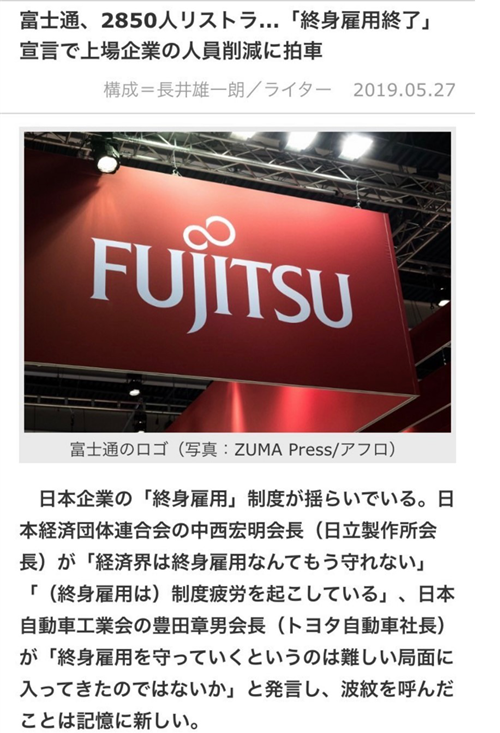 富士通、2850人リストラ…「終身雇用終了」
宣言で上場企業の人員削減に拍車
構成＝長井雄一朗／ライター　2019.05.27
FUJITSU
富士通のロゴ（写真：ZUMA Press/アフロ）
　日本企業の「終身雇用」制度が揺らいでいる。日
本経済団体連合会の中西宏明会長（日立製作所会
長）が「経済界は終身雇用なんてもう守れない」
「（終身雇用は）制度疲労を起こしている」、日本
自動車工業会の豊田章男会長（トヨタ自動車社長）
が「終身雇用を守っていくというのは難しい局面に
入ってきたのではないか」と発言し、波紋を呼んだ
ことは記憶に新しい。